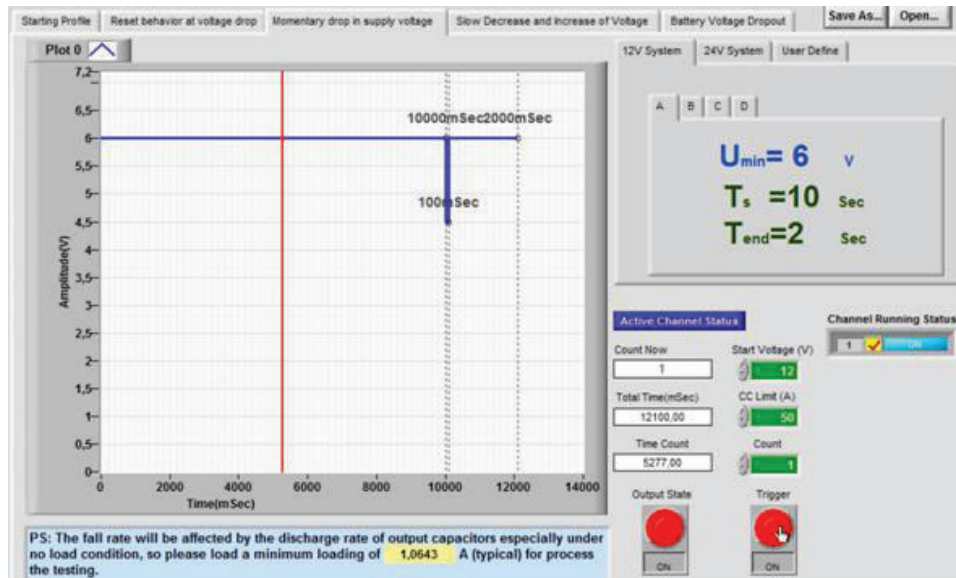 Starting Profile Reset behavior at voltage drop Momentary drop in supply voltage Slow Decrease and Increase of Voltage Battery Voltage Dropout Save As... Open...
Plot 0
12V System 24V System User Define
7,2
6,5
6
5,5
5
4,5
4
3,5
3
2,5
2
1,5
1
0,5
0
Amplitude(V)
10000mSec2000mSec
100mSec
0 2000 4000 6000 8000 10000 12000 14000
Time(mSec)
A B C D
Umin= 6 V
Ts =10 Sec
Tend=2 Sec
Active Channel Status
Channel Running Status
1 ON
Count Now
1
Start Voltage (V)
12
Total Time(mSec)
12100,00
CC Limit (A)
50
Time Count
5277,00
Count
1
Output State
ON
Trigger
ON
PS: The fall rate will be affected by the discharge rate of output capacitors especially under
no load condition, so please load a minimum loading of 1,0643 A (typical) for process
the testing.